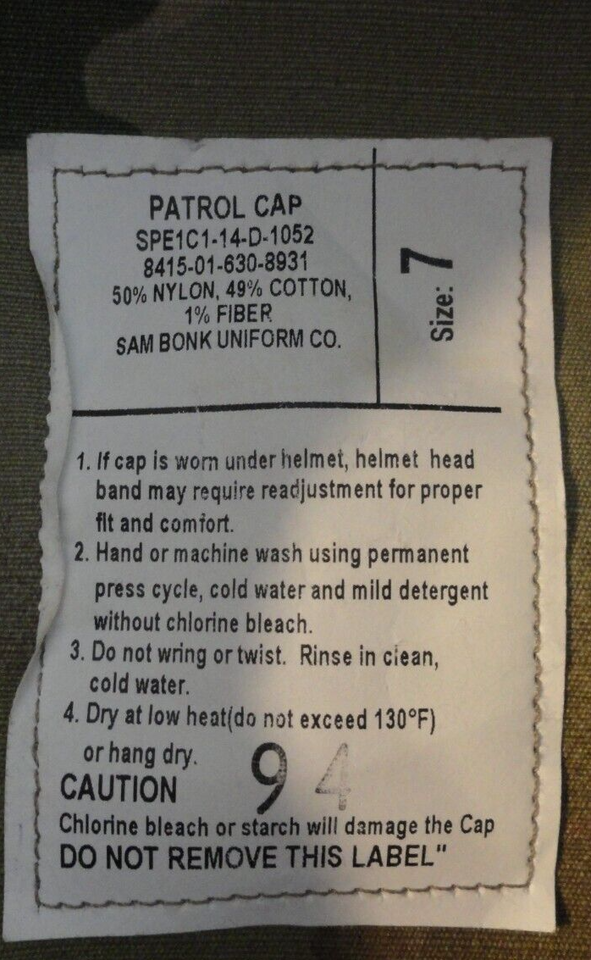 PATROL CAP
SPE1C1-14-D-1052
8415-01-630-8931
50% NYLON, 49% COTTON,
1% FIBER
SAM BONK UNIFORM CO.
Size: 7
1. If cap is worn under helmet, helmet head
band may require readjustment for proper
fit and comfort.
2. Hand or machine wash using permanent
press cycle, cold water and mild detergent
without chlorine bleach.
3. Do not wring or twist. Rinse in clean,
cold water.
4. Dry at low heat(do not exceed 130°F)
or hang dry.
94
CAUTION
Chlorine bleach or starch will damage the Cap
DO NOT REMOVE THIS LABEL"